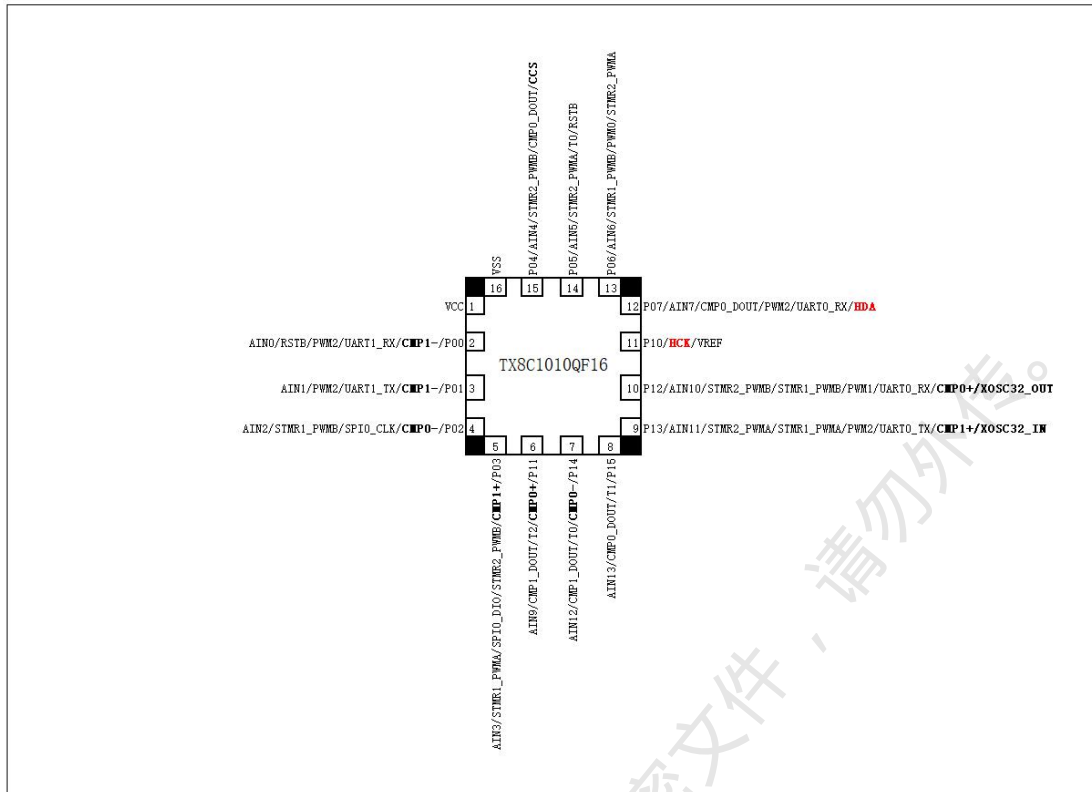 P04/AIN4/STMR2_PWMB/CMP0_DOUT/CCS
P05/AIN5/STMR2_PWMA/T0/RSTB
P06/AIN6/STMR1_PWMB/PWM0/STMR2_PWMA
VSS
16
15
14
13
VCC 1
12 P07/AIN7/CMP0_DOUT/PWM2/UART0_RX/HDA
AIN0/RSTB/PWM2/UART1_RX/CMP1-/P00 2
11 P10/HCK/VREF
TX8C1010QF16
AIN1/PWM2/UART1_TX/CMP1-/P01 3
10 P12/AIN10/STMR2_PWMB/STMR1_PWMB/PWM1/UART0_RX/CMP0+/XOSC32_OUT
AIN2/STMR1_PWMB/SPI0_CLK/CMP0-/P02 4
9 P13/AIN11/STMR2_PWMA/STMR1_PWMA/PWM2/UART0_TX/CMP1+/XOSC32_IN
5
6
7
8
AIN3/STMR1_PWMA/SPI0_DIO/STMR2_PWMB/CMP1+/P03
AIN9/CMP1_DOUT/T2/CMP0+/P11
AIN12/CMP1_DOUT/T0/CMP0-/P14
AIN13/CMP0_DOUT/T1/P15
密文件，请勿外传。